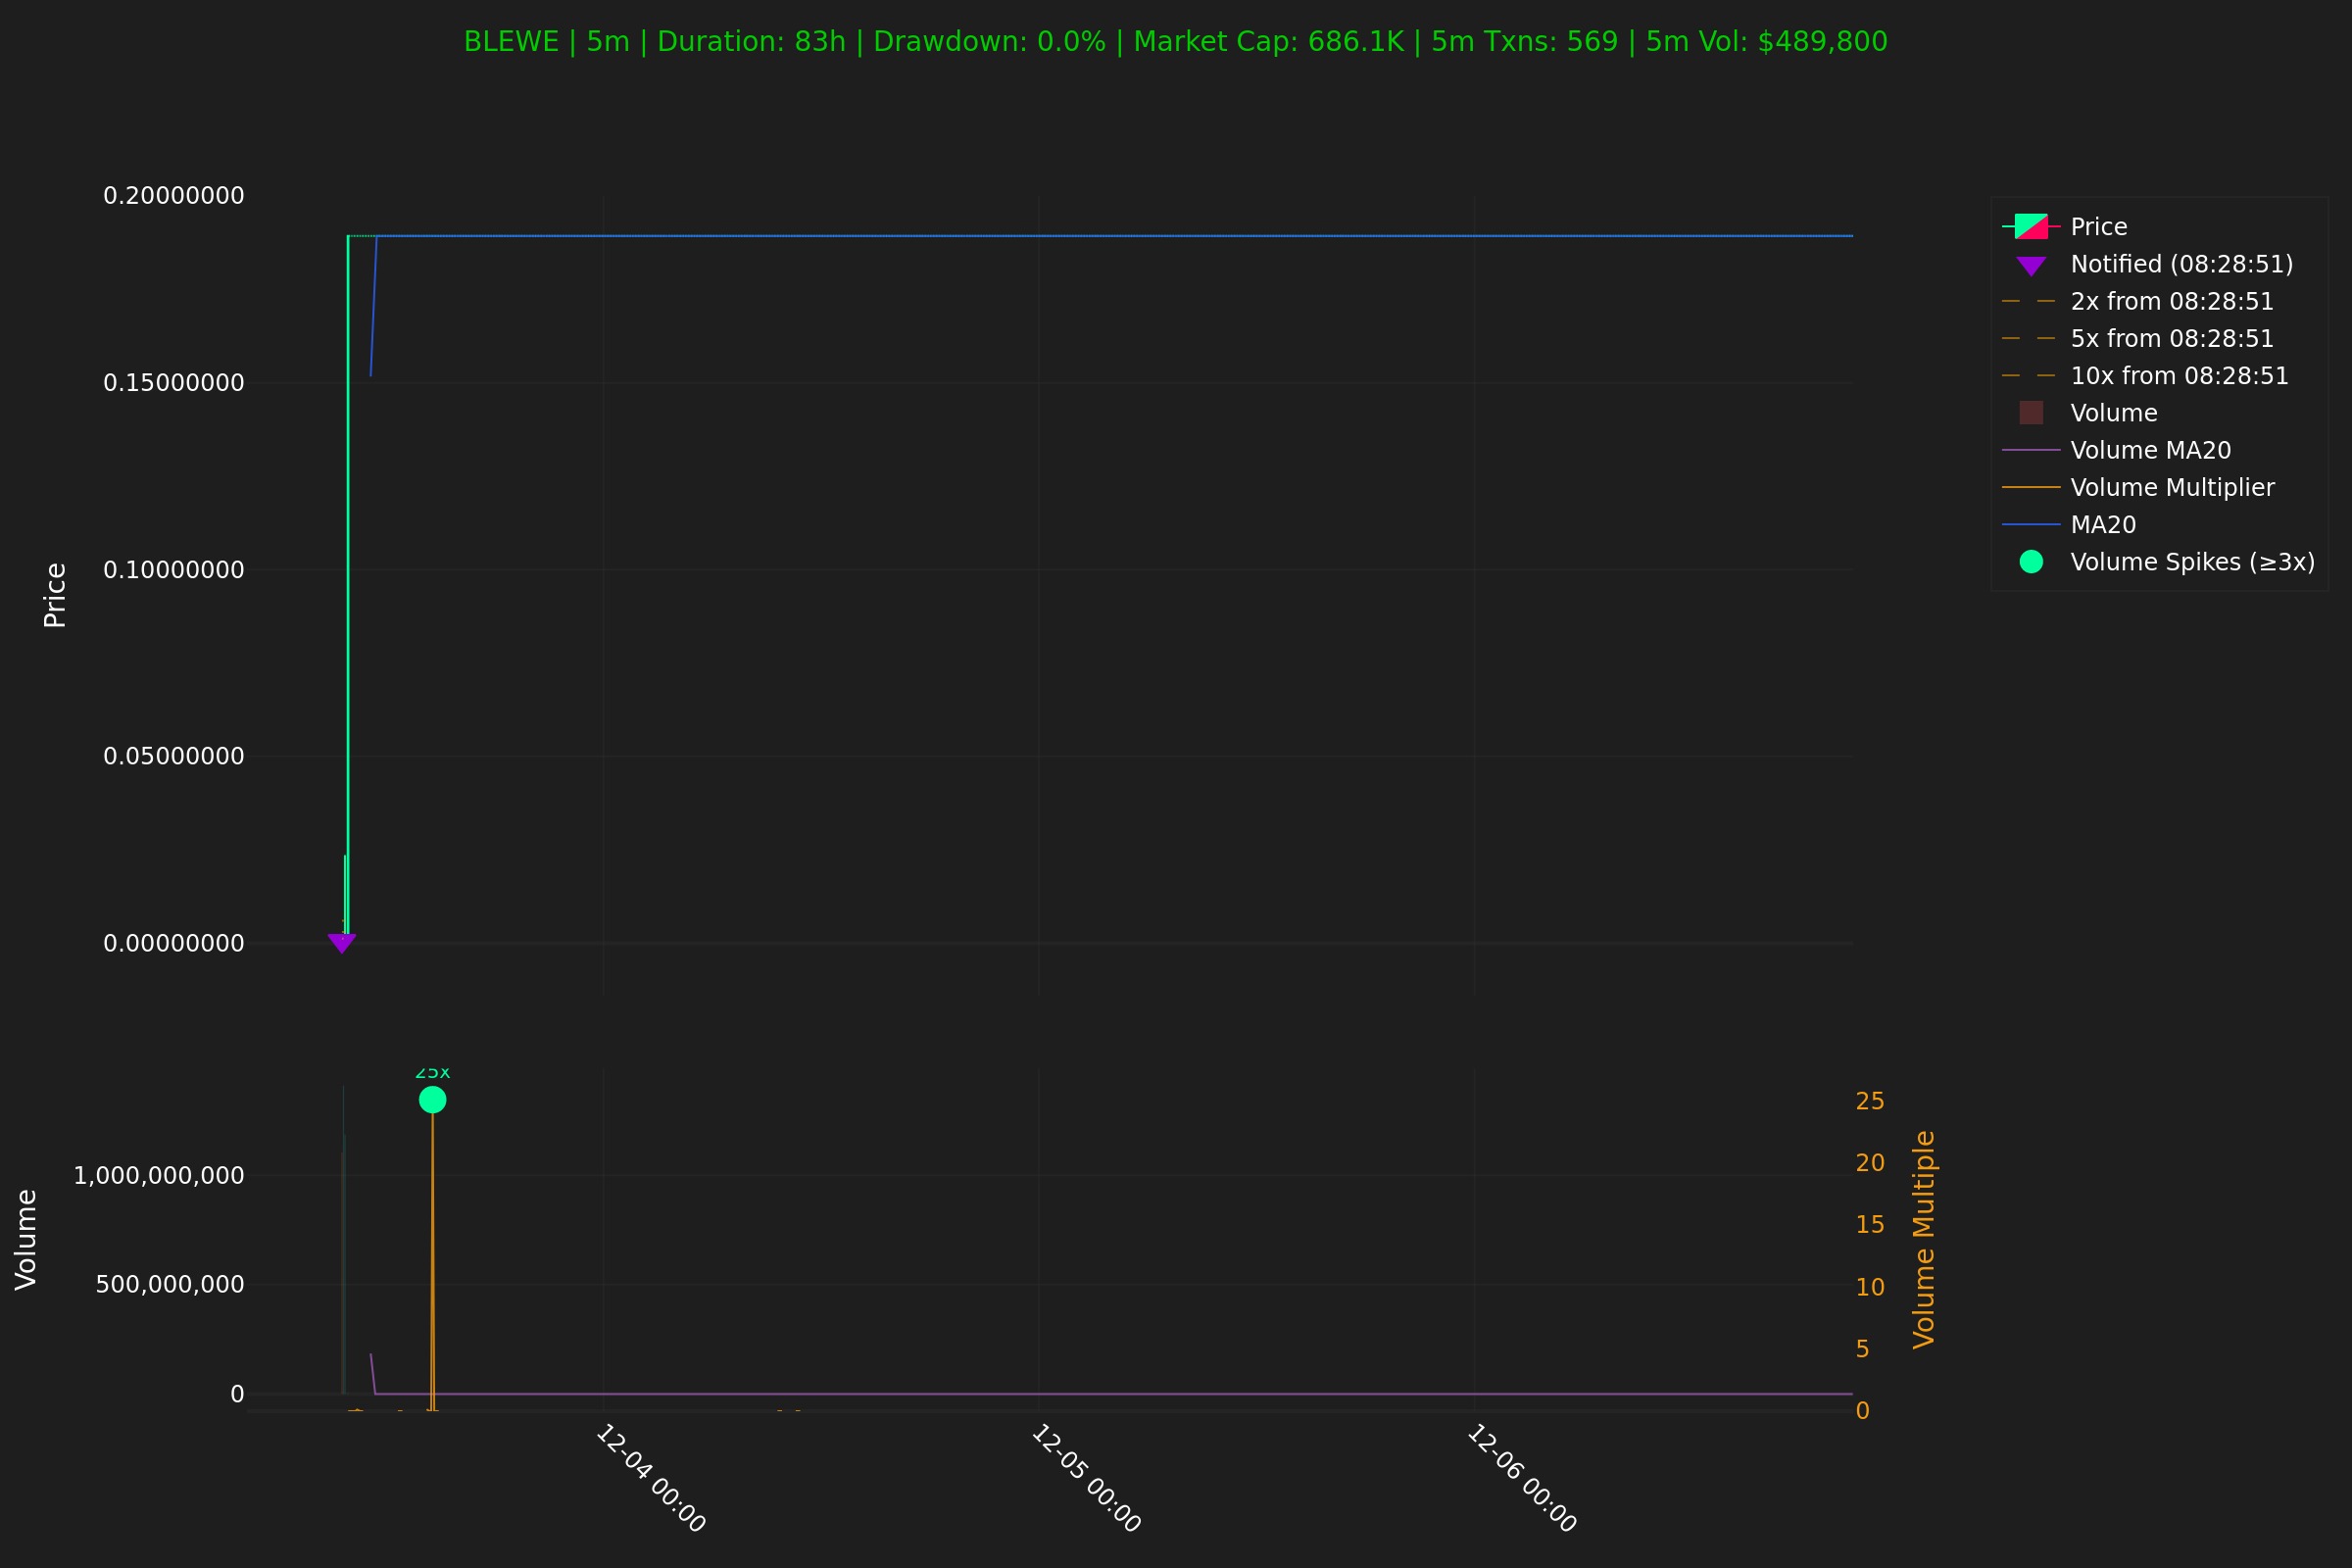 BLEWE | 5m | Duration: 83h | Drawdown: 0.0% | Market Cap: 686.1K | 5m Txns: 569 | 5m Vol: $489,800
0.20000000
0.15000000
0.10000000
0.05000000
0.00000000
Price
Price
Notified (08:28:51)
2x from 08:28:51
5x from 08:28:51
10x from 08:28:51
Volume
Volume MA20
Volume Multiplier
MA20
Volume Spikes (≥3x)
25x
1,000,000,000
500,000,000
0
Volume
25
20
15
10
5
0
Volume Multiple
12-04 00:00
12-05 00:00
12-06 00:00